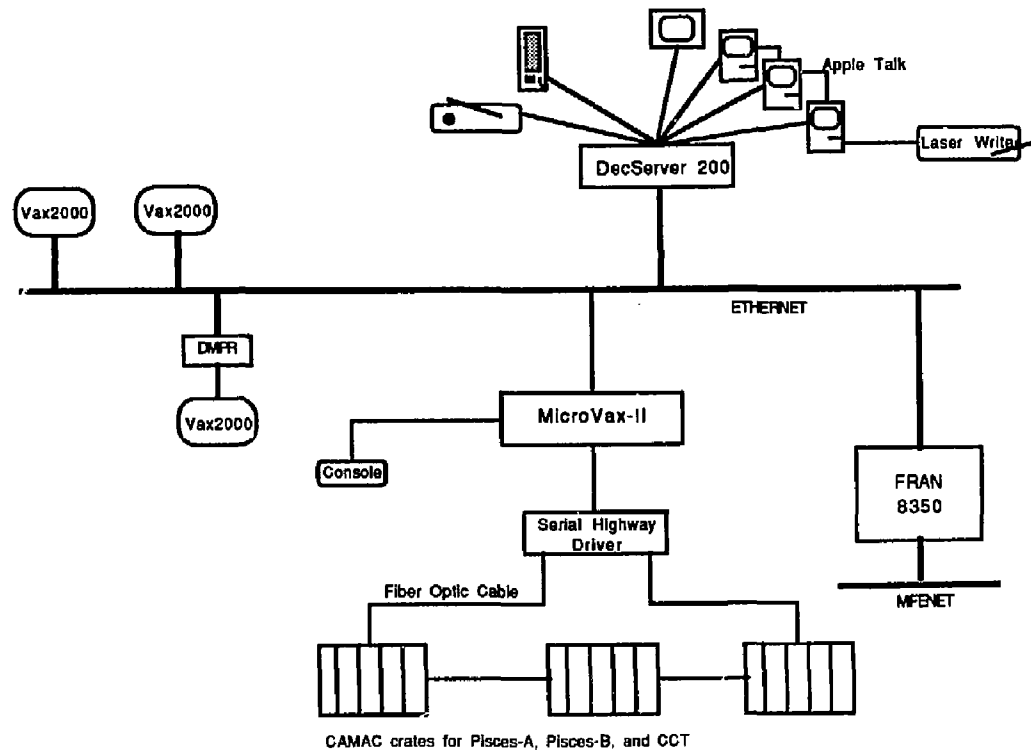 Apple Talk
Laser Writer
DecServer 200
Vax2000
Vax2000
ETHERNET
DMPR
Vax2000
MicroVax-II
Console
FRAN
8350
Serial Highway
Driver
Fiber Optic Cable
MFENET
CAMAC crates for Pisces-A, Pisces-B, and CCT